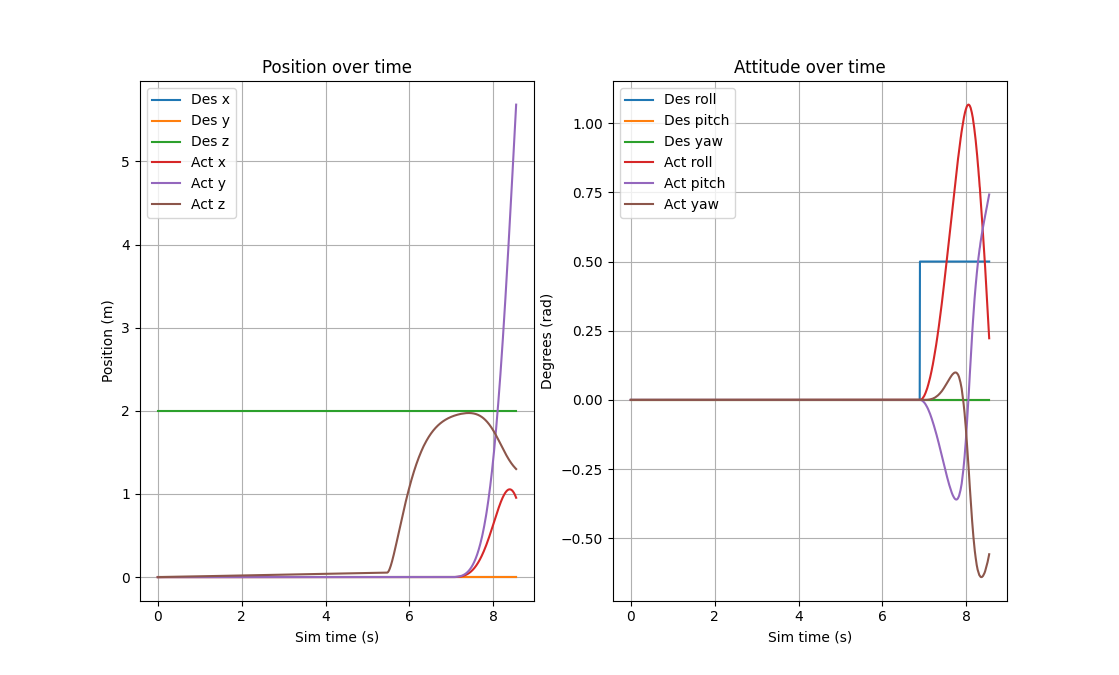 Position over time
Des x
Des y
Des z
Act x
Act y
Act z
Position (m)
5
4
3
2
1
0
0 2 4 6 8
Sim time (s)
Attitude over time
Des roll
Des pitch
Des yaw
Act roll
Act pitch
Act yaw
Degrees (rad)
1.00
0.75
0.50
0.25
0.00
−0.25
−0.50
0 2 4 6 8
Sim time (s)